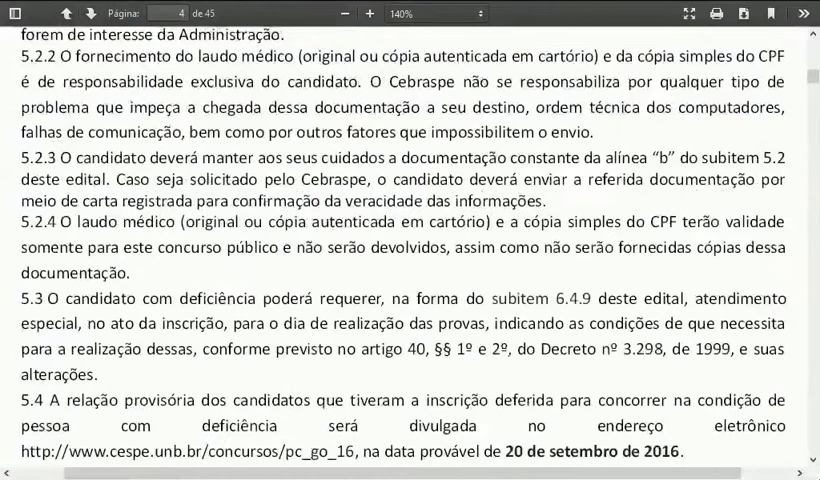 Página:
4
de 45
140%
forem de interesse da Administração.
5.2.2 O fornecimento do laudo médico (original ou cópia autenticada em cartório) e da cópia simples do CPF
é de responsabilidade exclusiva do candidato. O Cebraspe não se responsabiliza por qualquer tipo de
problema que impeça a chegada dessa documentação a seu destino, ordem técnica dos computadores,
falhas de comunicação, bem como por outros fatores que impossibilitem o envio.
5.2.3 O candidato deverá manter aos seus cuidados a documentação constante da alínea “b” do subitem 5.2
deste edital. Caso seja solicitado pelo Cebraspe, o candidato deverá enviar a referida documentação por
meio de carta registrada para confirmação da veracidade das informações.
5.2.4 O laudo médico (original ou cópia autenticada em cartório) e a cópia simples do CPF terão validade
somente para este concurso público e não serão devolvidos, assim como não serão fornecidas cópias dessa
documentação.
5.3 O candidato com deficiência poderá requerer, na forma do subitem 6.4.9 deste edital, atendimento
especial, no ato da inscrição, para o dia de realização das provas, indicando as condições de que necessita
para a realização dessas, conforme previsto no artigo 40, §§ 1º e 2º, do Decreto nº 3.298, de 1999, e suas
alterações.
5.4 A relação provisória dos candidatos que tiveram a inscrição deferida para concorrer na condição de
pessoa com deficiência será divulgada no endereço eletrônico
http://www.cespe.unb.br/concursos/pc_go_16, na data provável de 20 de setembro de 2016.